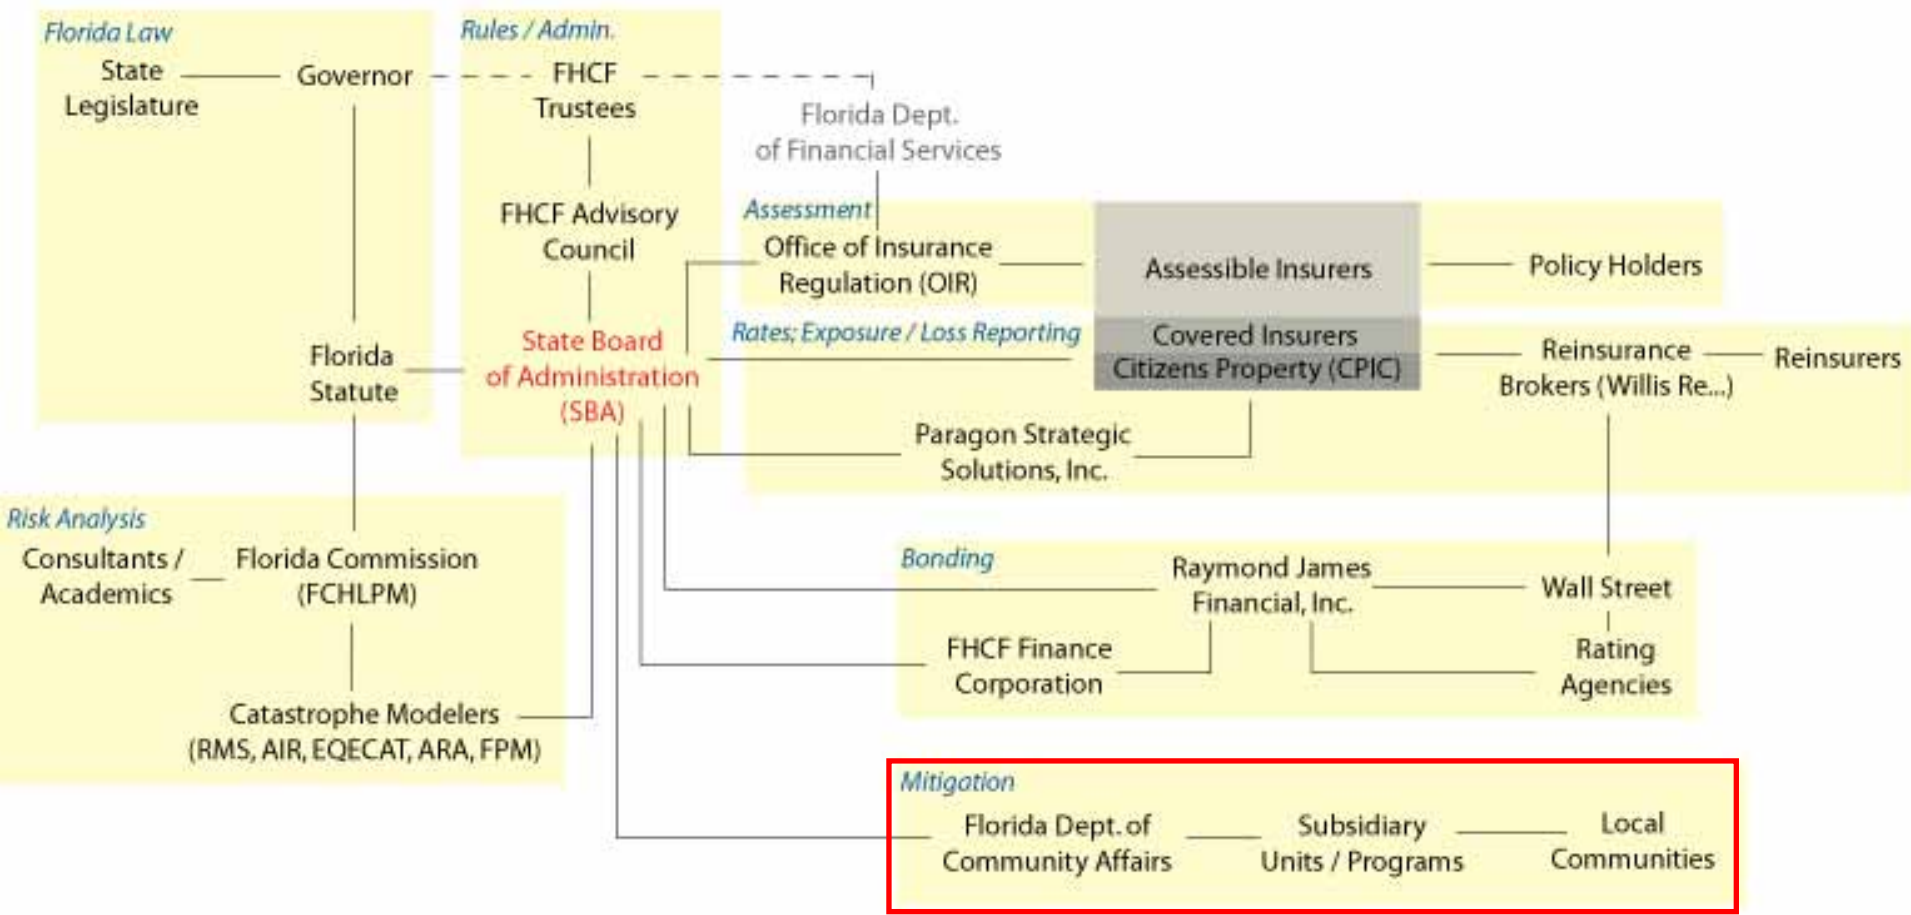 Florida Law
State
Legislature
Governor
Florida
Statute
Rules / Admin.
FHCF
Trustees
FHCF Advisory
Council
State Board
of Administration
(SBA)
Florida Dept.
of Financial Services
Assessment
Office of Insurance
Regulation (OIR)
Assessible Insurers
Policy Holders
Rates; Exposure / Loss Reporting
Covered Insurers
Citizens Property (CPIC)
Reinsurance
Brokers (Willis Re...)
Reinsurers
Paragon Strategic
Solutions, Inc.
Risk Analysis
Consultants /
Academics
Florida Commission
(FCHLPM)
Catastrophe Modelers
(RMS, AIR, EQECAT, ARA, FPM)
Bonding
Raymond James
Financial, Inc.
Wall Street
FHCF Finance
Corporation
Rating
Agencies
Mitigation
Florida Dept. of
Community Affairs
Subsidiary
Units / Programs
Local
Communities